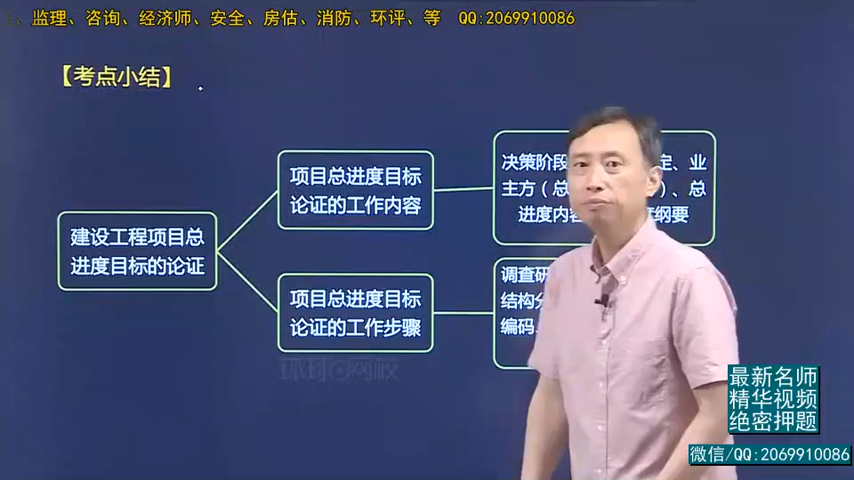 、监理、咨询、经济师、安全、房估、消防、环评、等 QQ:2069910086
【考点小结】
建设工程项目总
进度目标的论证
项目总进度目标
论证的工作内容
项目总进度目标
论证的工作步骤
决策阶段 定、业
主方（总 ）、总
进度内容 纲要
调查研
结构分
编码
环球网校
最新名师
精华视频
绝密押题
微信/QQ:2069910086